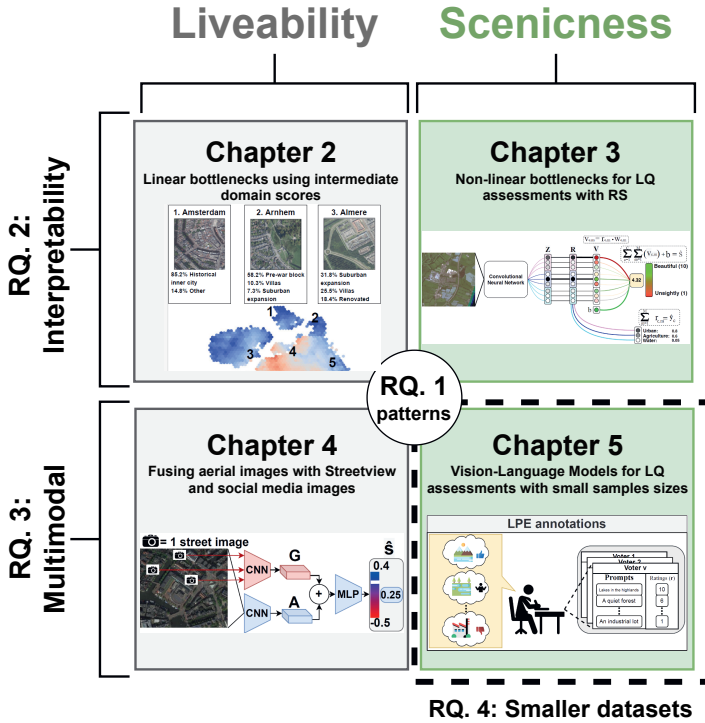 Liveability
Scenicness
RQ. 2:
Interpretability
Chapter 2
Linear bottlenecks using intermediate
domain scores
1. Amsterdam
85.2% Historical
inner city
14.8% Other
2. Arnhem
58.2% Pre-war block
10.3% Villas
7.3% Suburban
expansion
3. Almere
31.8% Suburban
expansion
25.5% Villas
18.4% Renovated
1
2
3
4
5
Chapter 3
Non-linear bottlenecks for LQ
assessments with RS
Convolutional
Neural Network
Z
R
V
b
4.32
Beautiful (10)
Unsightly (1)
Urban:
Agriculture:
Water:
0.05
RQ. 1
patterns
RQ. 3:
Multimodal
Chapter 4
Fusing aerial images with Streetview
and social media images
= 1 street image
CNN
G
CNN
A
+
MLP
ŝ
0.4
0.25
-0.5
Chapter 5
Vision-Language Models for LQ
assessments with small samples sizes
LPE annotations
Voter 1
Voter 2
Voter v
Prompts
Ratings (r)
Lakes in the highlands
10
A quiet forest
6
An industrial lot
1
RQ. 4: Smaller datasets